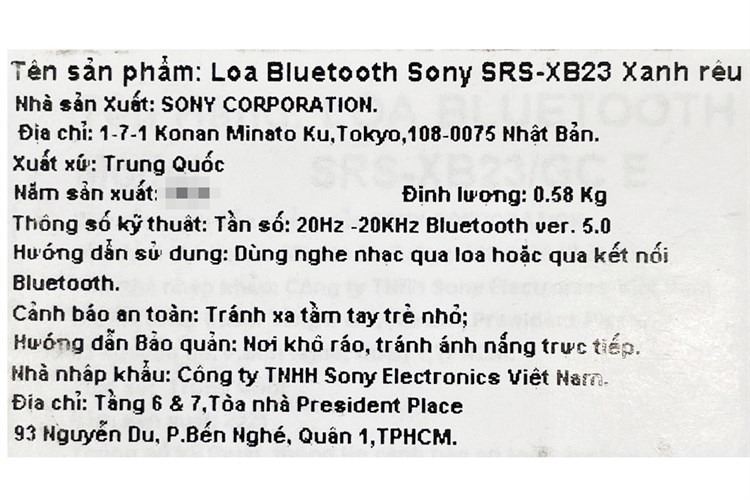 Tên sản phẩm: Loa Bluetooth Sony SRS-XB23 Xanh rêu
Nhà sản Xuất: SONY CORPORATION.
Địa chỉ: 1-7-1 Konan Minato Ku,Tokyo,108-0075 Nhật Bản.
Xuất xứ: Trung Quốc
Năm sản xuất: Định lượng: 0.58 Kg
Thông số kỹ thuật: Tần số: 20Hz -20KHz Bluetooth ver. 5.0
Hướng dẫn sử dung: Dùng nghe nhạc qua loa hoặc qua kết nối
Bluetooth.
Cảnh báo an toàn: Tránh xa tầm tay trẻ nhỏ;
Hướng dẫn Bảo quản: Nơi khô ráo, tránh ánh nắng trực tiếp.
Nhà nhập khẩu: Công ty TNHH Sony Electronics Việt Nam.
Địa chỉ: Tầng 6 & 7,Tòa nhà President Place
93 Nguyễn Du, P.Bến Nghé, Quận 1,TPHCM.